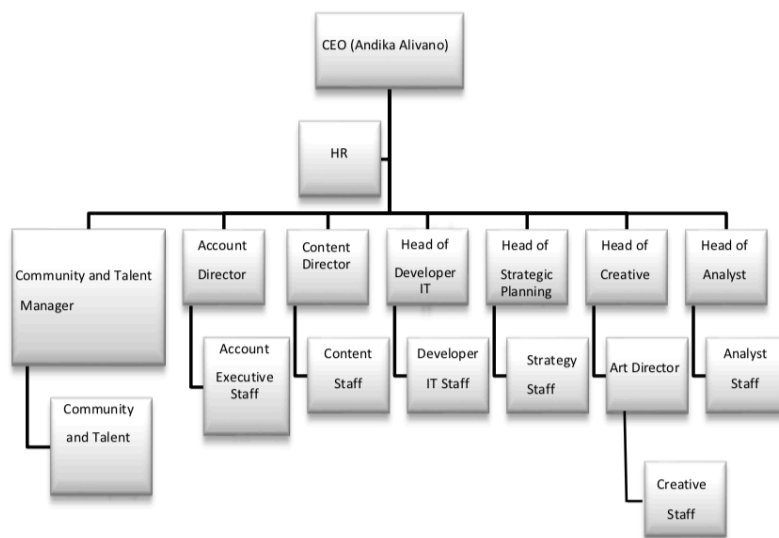 CEO (Andika Alivano)
HR
Community and Talent
Manager
Account
Director
Content
Director
Head of
Developer
IT
Head of
Strategic
Planning
Head of
Creative
Head of
Analyst
Community
and Talent
Account
Executive
Staff
Content
Staff
Developer
IT Staff
Strategy
Staff
Art Director
Analyst
Staff
Creative
Staff